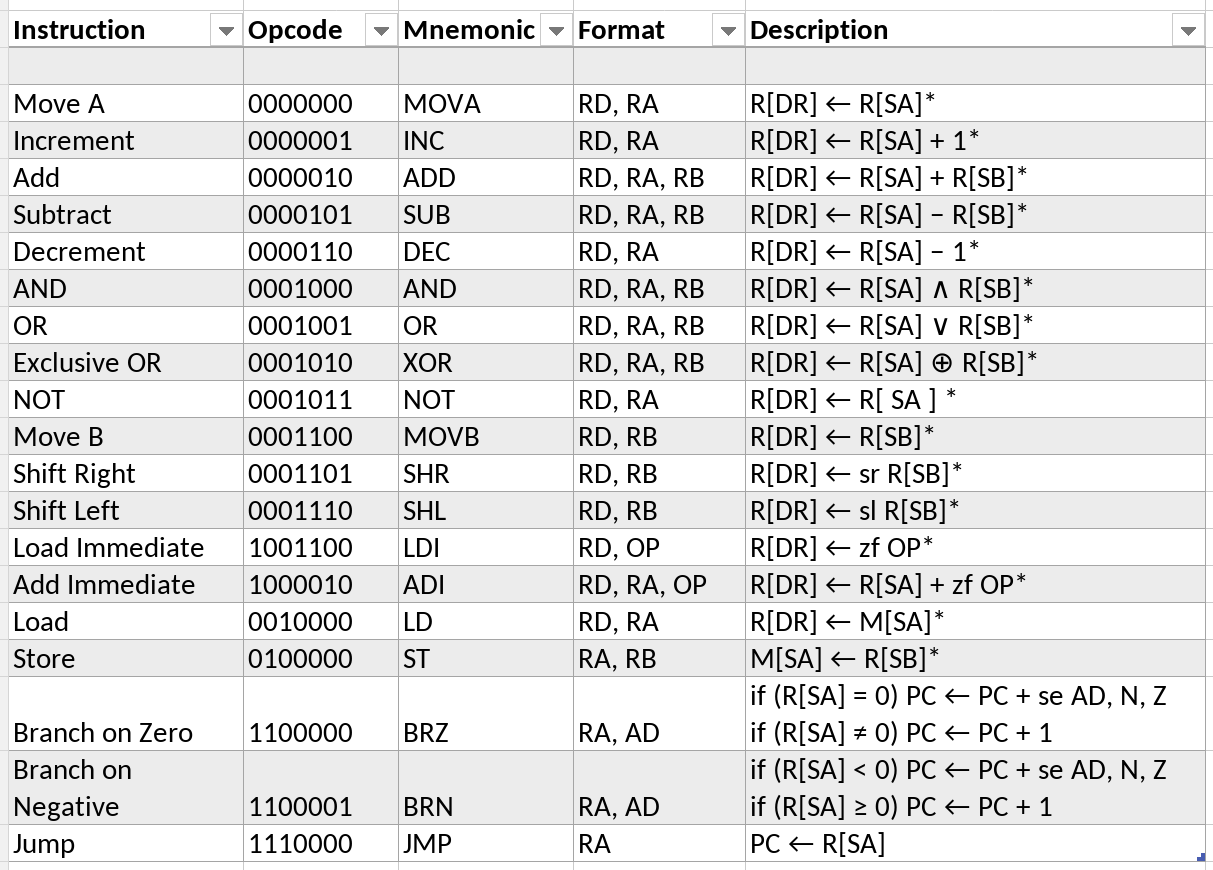 Instruction Opcode Mnemonic Format Description
Move A 0000000 MOVA RD, RA R[DR] ← R[SA]*
Increment 0000001 INC RD, RA R[DR] ← R[SA] + 1*
Add 0000010 ADD RD, RA, RB R[DR] ← R[SA] + R[SB]*
Subtract 0000101 SUB RD, RA, RB R[DR] ← R[SA] − R[SB]*
Decrement 0000110 DEC RD, RA R[DR] ← R[SA] − 1*
AND 0001000 AND RD, RA, RB R[DR] ← R[SA] ∧ R[SB]*
OR 0001001 OR RD, RA, RB R[DR] ← R[SA] ∨ R[SB]*
Exclusive OR 0001010 XOR RD, RA, RB R[DR] ← R[SA] ⊕ R[SB]*
NOT 0001011 NOT RD, RA R[DR] ← R[ SA ] *
Move B 0001100 MOVB RD, RB R[DR] ← R[SB]*
Shift Right 0001101 SHR RD, RB R[DR] ← sr R[SB]*
Shift Left 0001110 SHL RD, RB R[DR] ← sl R[SB]*
Load Immediate 1001100 LDI RD, OP R[DR] ← zf OP*
Add Immediate 1000010 ADI RD, RA, OP R[DR] ← R[SA] + zf OP*
Load 0010000 LD RD, RA R[DR] ← M[SA]*
Store 0100000 ST RA, RB M[SA] ← R[SB]*
if (R[SA] = 0) PC ← PC + se AD, N, Z
Branch on Zero 1100000 BRZ RA, AD if (R[SA] ≠ 0) PC ← PC + 1
Branch on if (R[SA] < 0) PC ← PC + se AD, N, Z
Negative 1100001 BRN RA, AD if (R[SA] ≥ 0) PC ← PC + 1
Jump 1110000 JMP RA PC ← R[SA]